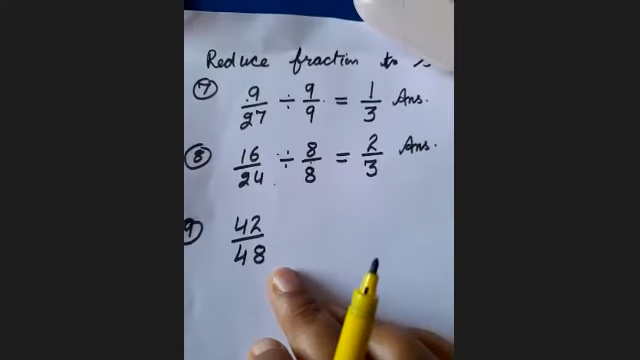 Reduce fraction to
7 9/27 ÷ 9/9 = 1/3 Ans.
8 16/24 ÷ 8/8 = 2/3 Ans.
9 42/48